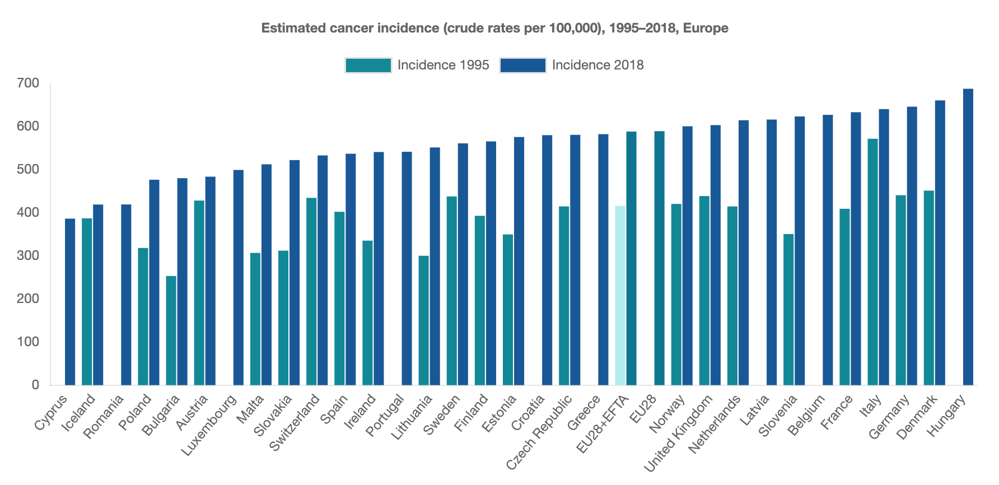 Estimated cancer incidence (crude rates per 100,000), 1995–2018, Europe
Incidence 1995
Incidence 2018
700
600
500
400
300
200
100
0
Cyprus
Iceland
Romania
Poland
Bulgaria
Austria
Luxembourg
Malta
Slovakia
Switzerland
Spain
Ireland
Portugal
Lithuania
Sweden
Finland
Estonia
Croatia
Czech Republic
Greece
EU28+EFTA
EU28
Norway
United Kingdom
Netherlands
Latvia
Slovenia
Belgium
France
Italy
Germany
Denmark
Hungary